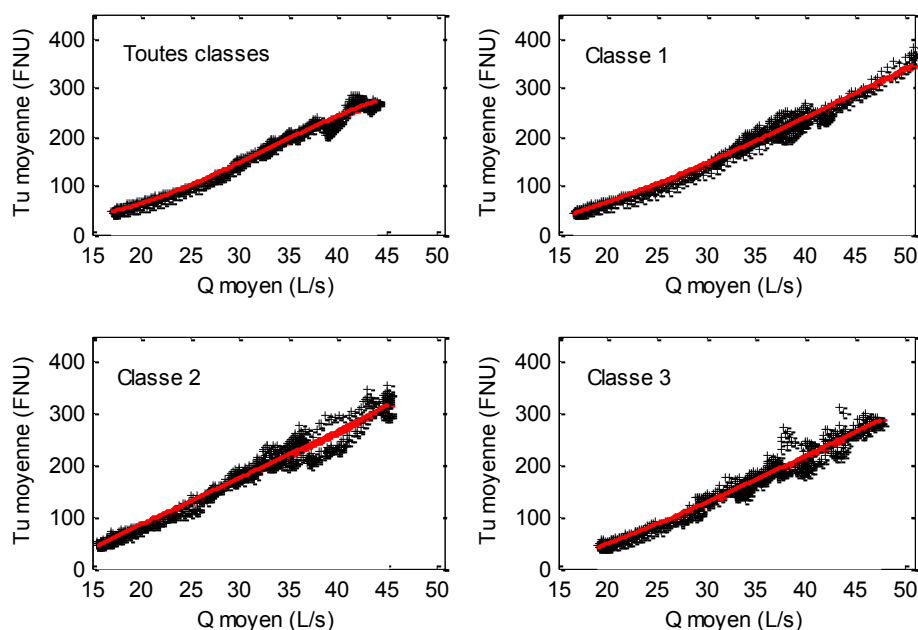 Toutes classes
Tu moyenne (FNU)
400
300
200
100
0
15 20 25 30 35 40 45 50
Q moyen (L/s)
Classe 1
Tu moyenne (FNU)
400
300
200
100
0
15 20 25 30 35 40 45 50
Q moyen (L/s)
Classe 2
Tu moyenne (FNU)
400
300
200
100
0
15 20 25 30 35 40 45 50
Q moyen (L/s)
Classe 3
Tu moyenne (FNU)
400
300
200
100
0
15 20 25 30 35 40 45 50
Q moyen (L/s)